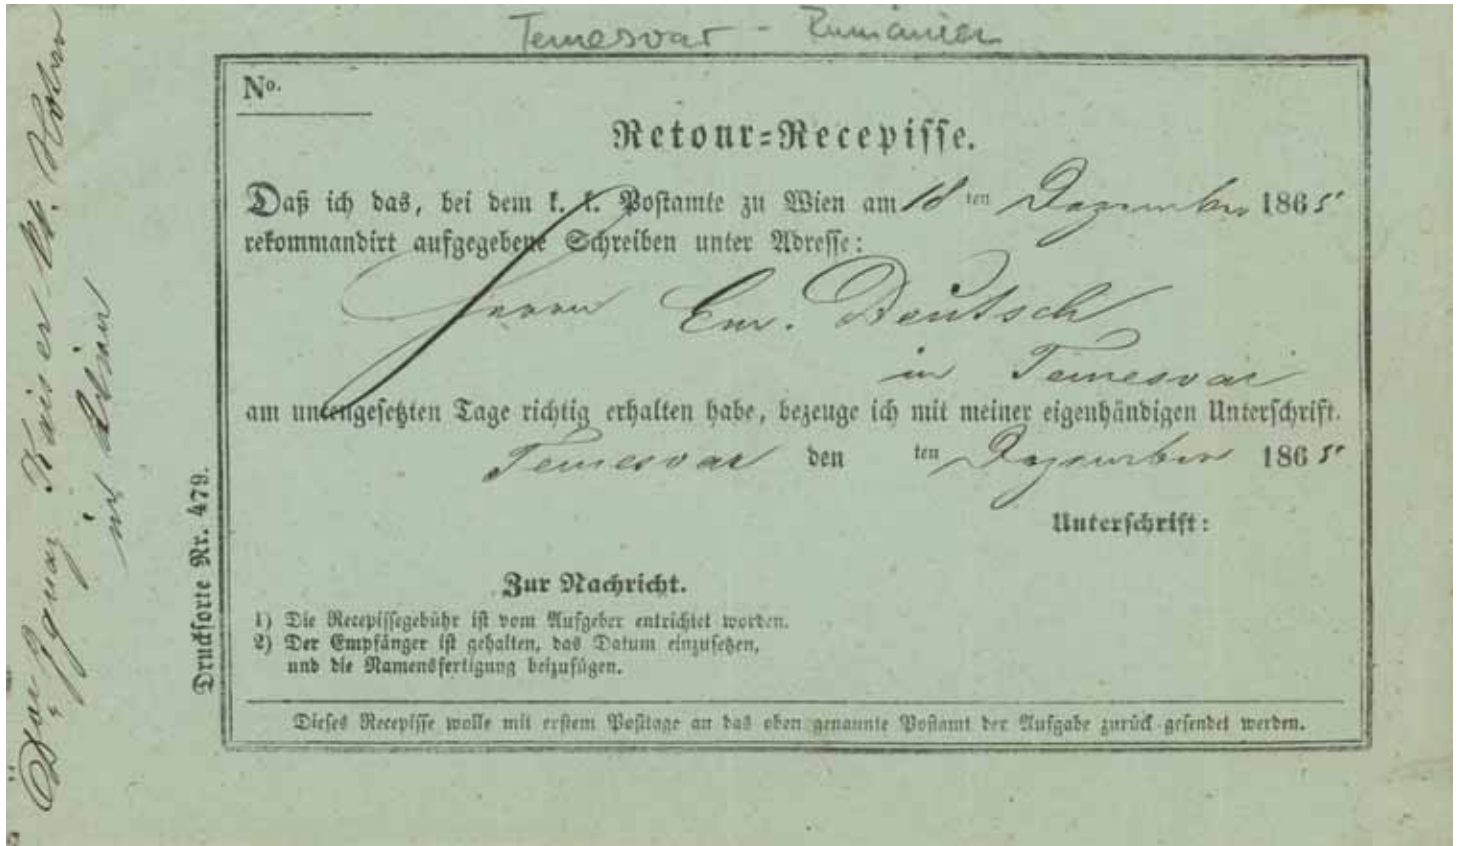 Temesvar - Rumänien
No.
Retour=Recepisse.
Daß ich das, bei dem k. k. Postamte zu Wien am 18 ten Dezember 1865
rekommandirt aufgegebene Schreiben unter Adresse:
Herrn Em. Deutsch
in Temesvar
am untengesetzten Tage richtig erhalten habe, bezeuge ich mit meiner eigenhändigen Unterschrift.
Temesvar den ten Dezember 1865
Unterschrift:
Zur Nachricht.
1) Die Recepissegebühr ist vom Aufgeber entrichtet worden.
2) Der Empfänger ist gehalten, das Datum einzusetzen,
und die Namensfertigung beizufügen.
Dieses Recepisse wolle mit erstem Posttage an das oben genannte Postamt der Aufgabe zurück gesendet werden.
Drucksorte Nr. 479.
Ignaz Kaiser
in Wien